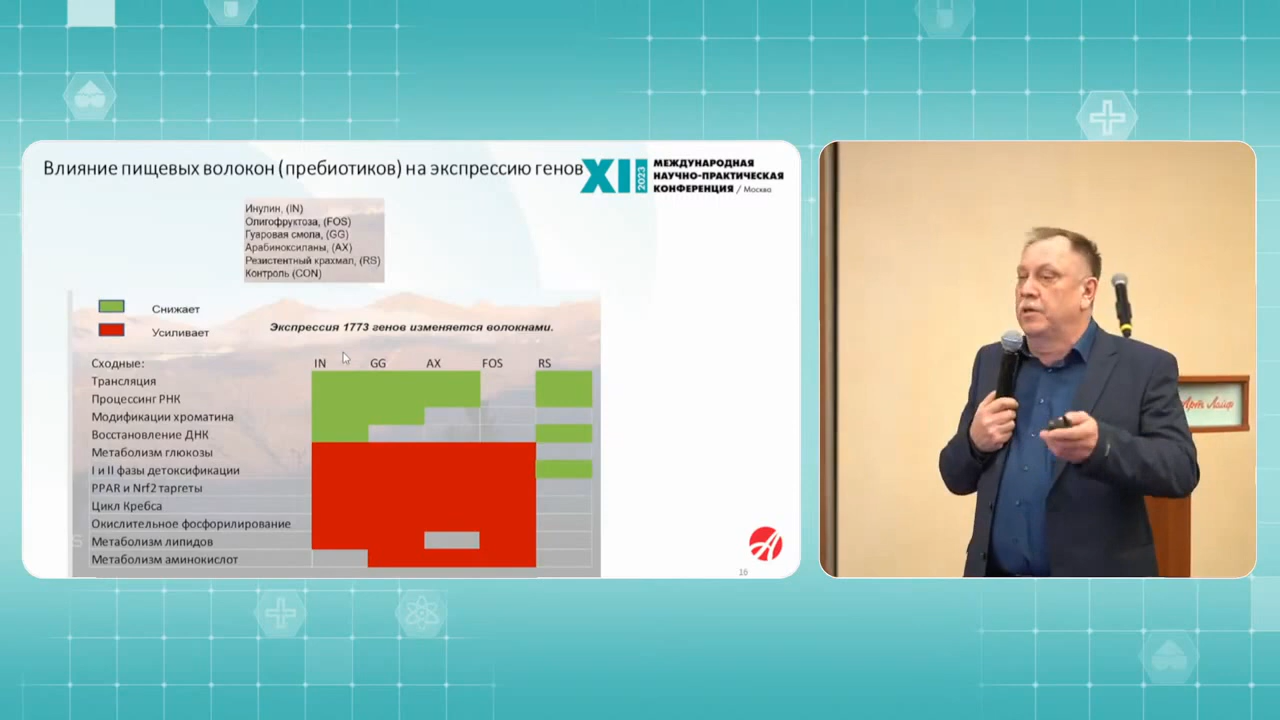 Влияние пищевых волокон (пребиотиков) на экспрессию генов
XII 2023
МЕЖДУНАРОДНАЯ
НАУЧНО-ПРАКТИЧЕСКАЯ
КОНФЕРЕНЦИЯ / Москва
Инулин, (IN)
Олигофруктоза, (FOS)
Гуаровая смола, (GG)
Арабиноксиланы, (AX)
Резистентный крахмал, (RS)
Контроль (CON)
Снижает
Усиливает
Экспрессия 1773 генов изменяется волокнами.
Сходные: IN GG AX FOS RS
Трансляция
Процессинг РНК
Модификации хроматина
Восстановление ДНК
Метаболизм глюкозы
I и II фазы детоксификации
PPAR и Nrf2 таргеты
Цикл Кребса
Окислительное фосфорилирование
Метаболизм липидов
Метаболизм аминокислот
S
16
Арт Лайф